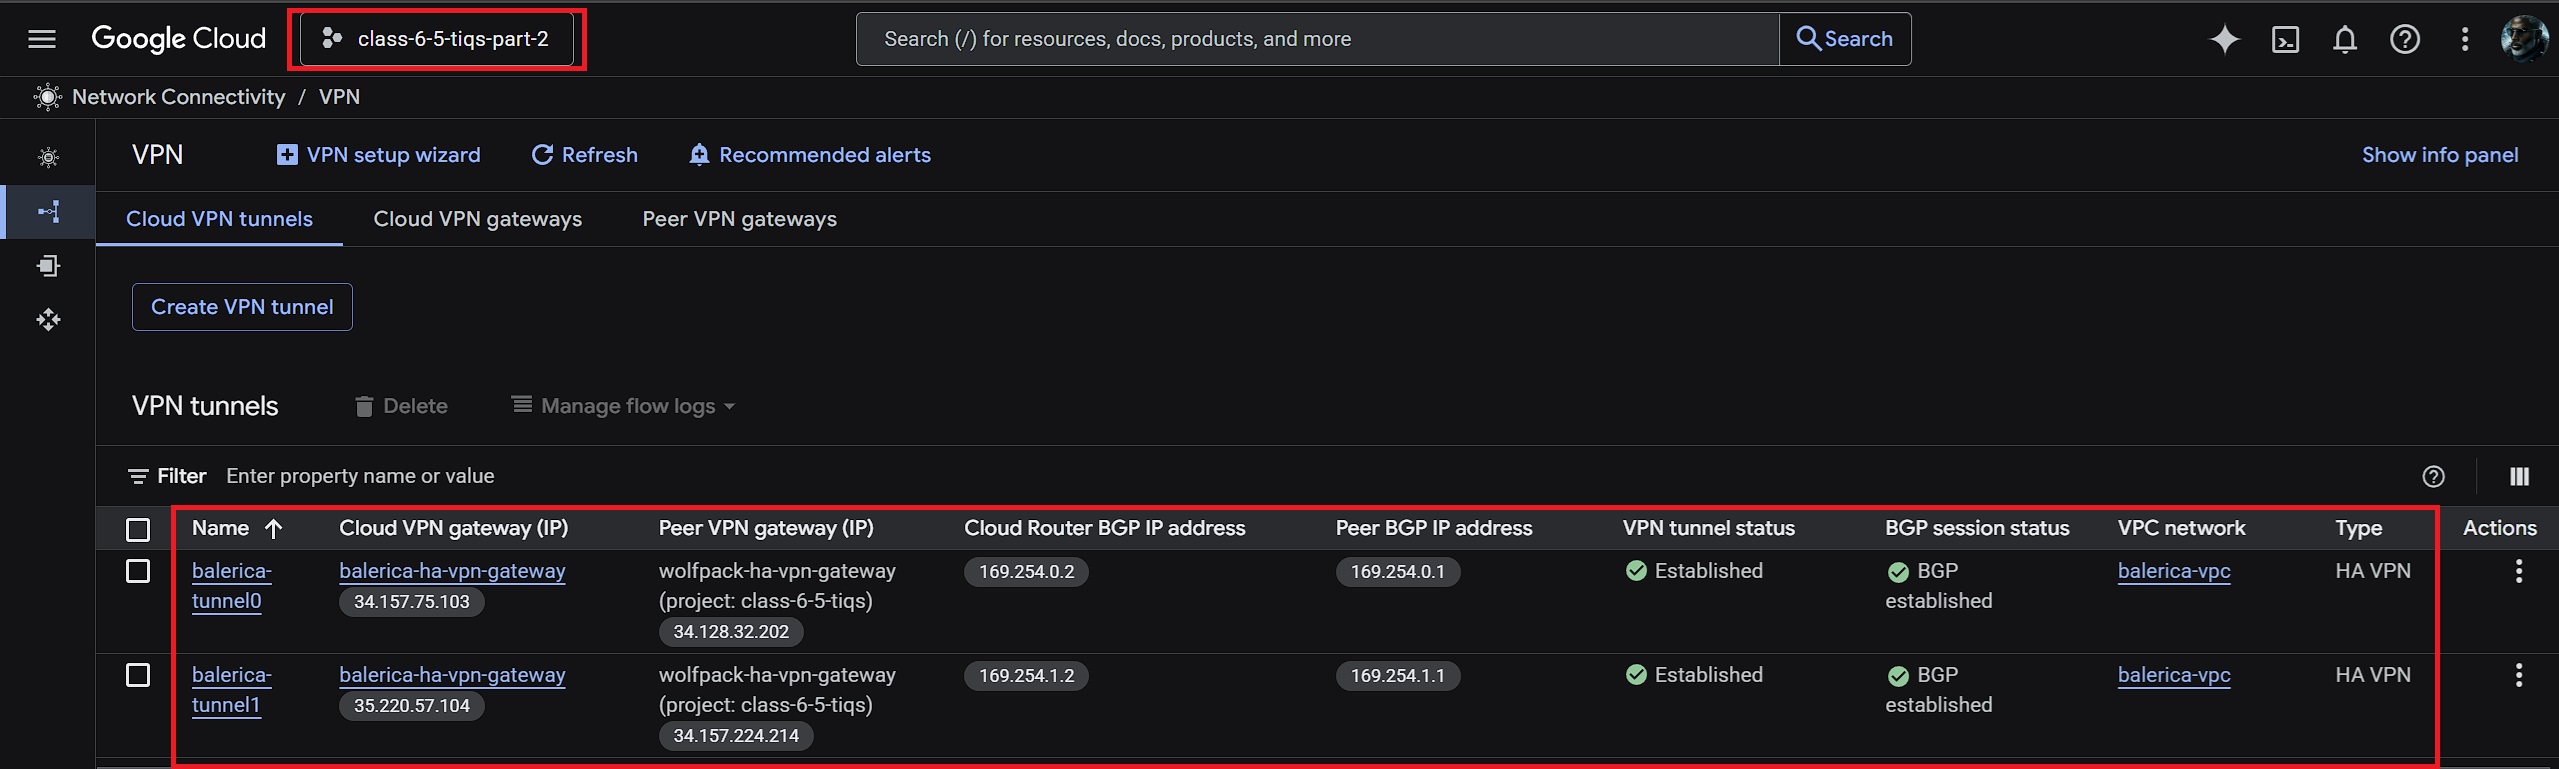 Google Cloud
class-6-5-tiqs-part-2
Search (/) for resources, docs, products, and more
Search
Network Connectivity / VPN
VPN
VPN setup wizard
Refresh
Recommended alerts
Show info panel
Cloud VPN tunnels
Cloud VPN gateways
Peer VPN gateways
Create VPN tunnel
VPN tunnels
Delete
Manage flow logs
Filter
Enter property name or value
Name
Cloud VPN gateway (IP)
Peer VPN gateway (IP)
Cloud Router BGP IP address
Peer BGP IP address
VPN tunnel status
BGP session status
VPC network
Type
Actions
balerica-
tunnel0
balerica-ha-vpn-gateway
34.157.75.103
wolfpack-ha-vpn-gateway
(project: class-6-5-tiqs)
34.128.32.202
169.254.0.2
169.254.0.1
Established
BGP
established
balerica-vpc
HA VPN
balerica-
tunnel1
balerica-ha-vpn-gateway
35.220.57.104
wolfpack-ha-vpn-gateway
(project: class-6-5-tiqs)
34.157.224.214
169.254.1.2
169.254.1.1
Established
BGP
established
balerica-vpc
HA VPN